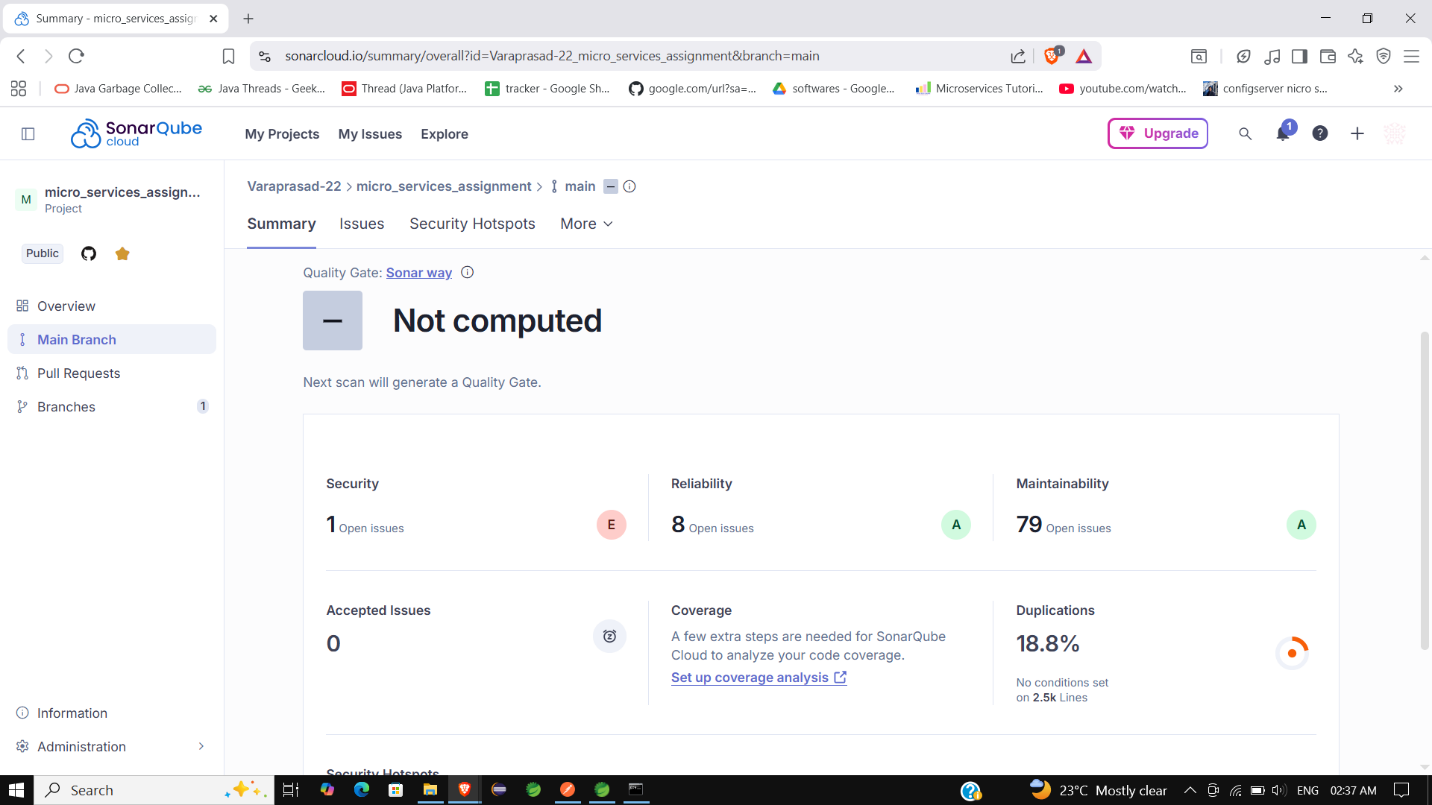 Summary - micro_services_assign
sonarcloud.io/summary/overall?id=Varaprasad-22_micro_services_assignment&branch=main
1
Java Garbage Collec...
Java Threads - Geek...
Thread (Java Platfor...
tracker - Google Sh...
google.com/url?sa=...
softwares - Google...
Microservices Tutori...
youtube.com/watch...
configserver nicro s...
»
SonarQube
cloud
My Projects
My Issues
Explore
Upgrade
1
M
micro_services_assign...
Project
Public
Overview
Main Branch
Pull Requests
Branches
1
Information
Administration
Varaprasad-22 > micro_services_assignment > main
Summary
Issues
Security Hotspots
More
Quality Gate: Sonar way
Not computed
Next scan will generate a Quality Gate.
Security
1 Open issues
E
Reliability
8 Open issues
A
Maintainability
79 Open issues
A
Accepted Issues
0
Coverage
A few extra steps are needed for SonarQube
Cloud to analyze your code coverage.
Set up coverage analysis
Duplications
18.8%
No conditions set
on 2.5k Lines
Security Hotspots
Search
23°C Mostly clear
ENG
02:37 AM